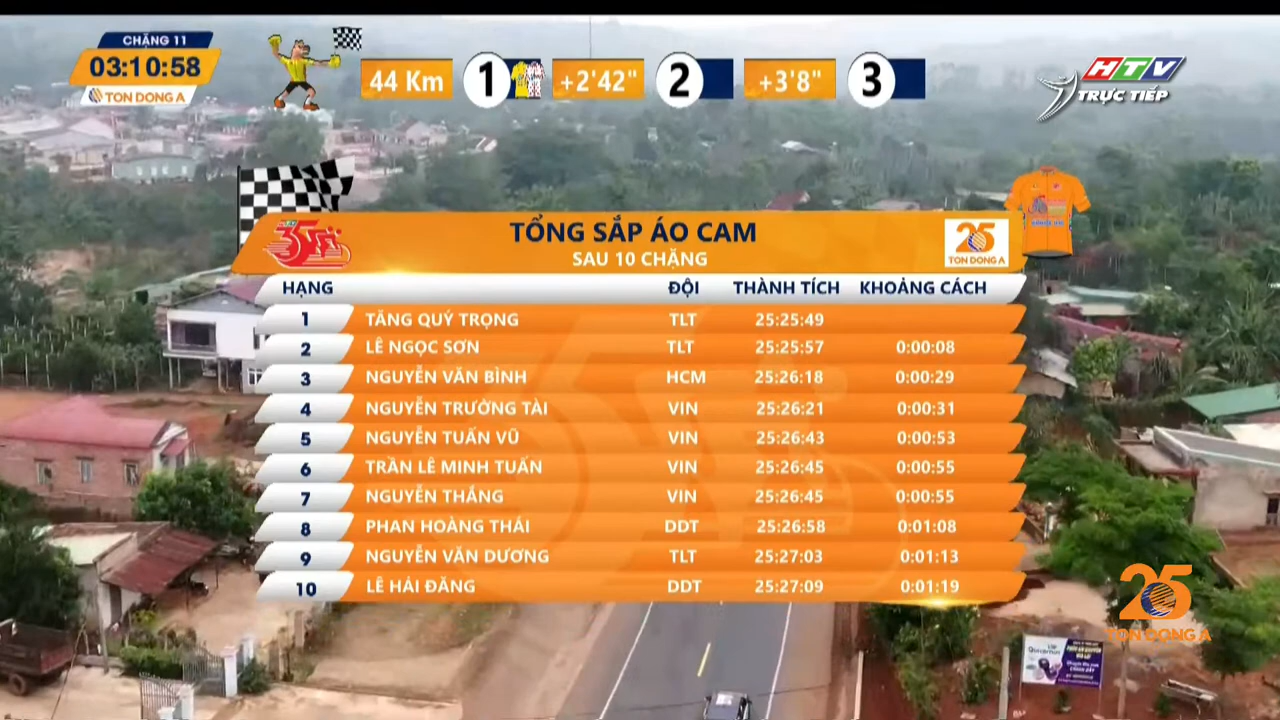 CHẶNG 11
03:10:58
TON DONG A
44 Km
1
+2'42"
2
+3'8"
3
HTV
TRỰC TIẾP
TỔNG SẮP ÁO CAM
SAU 10 CHẶNG
25
TON DONG A
HẠNG ĐỘI THÀNH TÍCH KHOẢNG CÁCH
1 TĂNG QUÝ TRỌNG TLT 25:25:49
2 LÊ NGỌC SƠN TLT 25:25:57 0:00:08
3 NGUYỄN VĂN BÌNH HCM 25:26:18 0:00:29
4 NGUYỄN TRƯỜNG TÀI VIN 25:26:21 0:00:31
5 NGUYỄN TUẤN VŨ VIN 25:26:43 0:00:53
6 TRẦN LÊ MINH TUẤN VIN 25:26:45 0:00:55
7 NGUYỄN THẮNG VIN 25:26:45 0:00:55
8 PHAN HOÀNG THÁI DDT 25:26:58 0:01:08
9 NGUYỄN VĂN DƯƠNG TLT 25:27:03 0:01:13
10 LÊ HẢI ĐĂNG DDT 25:27:09 0:01:19
25
TON DONG A